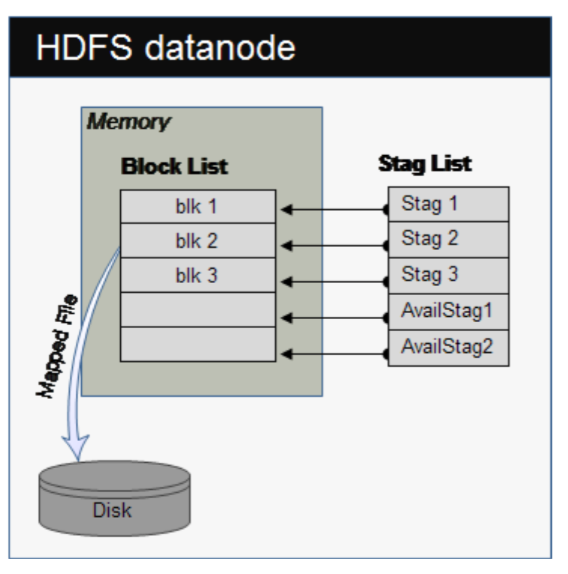 HDFS datanode
Memory
Block List
Stag List
blk 1
Stag 1
blk 2
Stag 2
blk 3
Stag 3
AvailStag1
AvailStag2
Mapped File
Disk